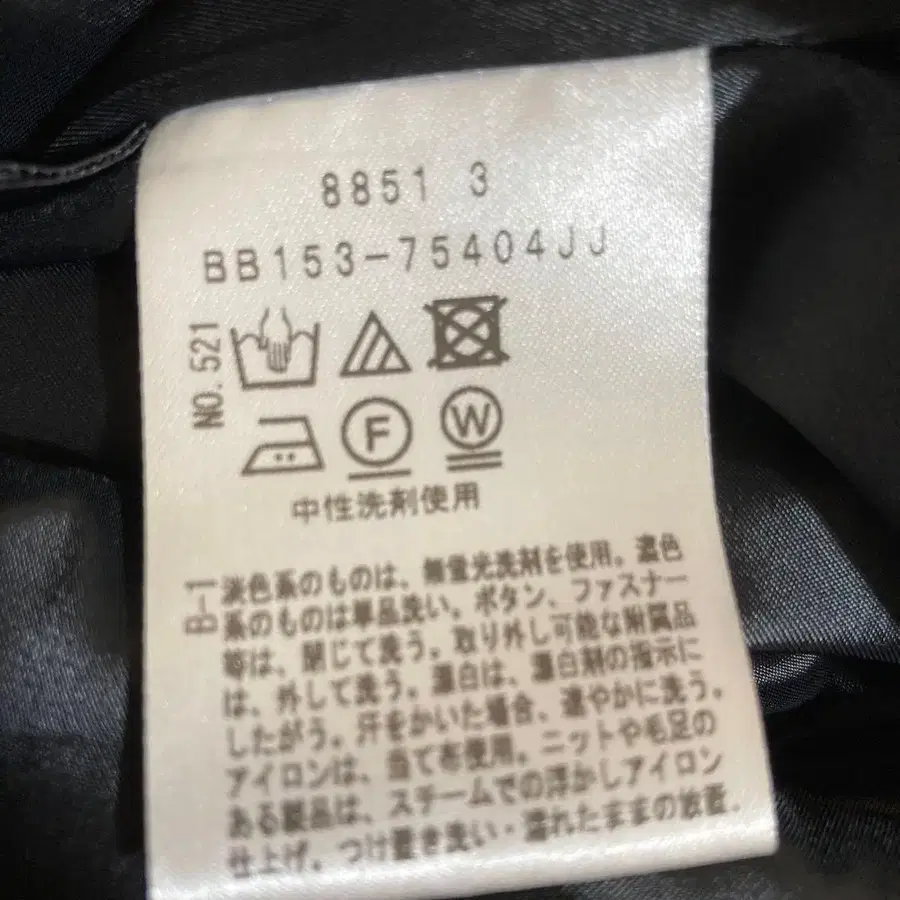 8851 3
BB153-75404JJ
NO.521
F
W
中性洗剤使用
B-1
淡色系のものは、無蛍光洗剤を使用。濃色
系のものは単品洗い。ボタン、ファスナー
等は、閉じて洗う。取り外し可能な附属品
は、外して洗う。漂白は、漂白剤の指示に
したがう。汗をかいた場合、速やかに洗う。
アイロンは、当て布使用。ニットや毛足の
ある製品は、スチームでの浮かしアイロン
仕上げ。つけ置き洗い・濡れたままの放置